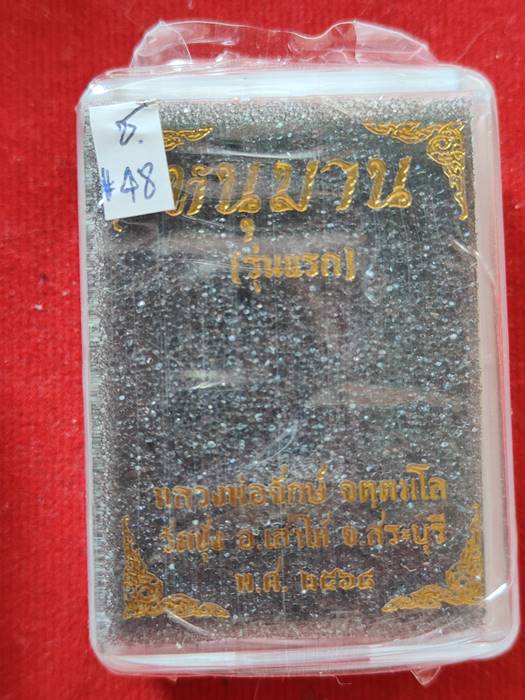 ช.
#48
หนุมาน
(รุ่นแรก)
หลวงพ่อจักษ์ จตฺตมโล
วัดชุ้ง อ.เสาไห้ จ.สระบุรี
พ.ศ. ๒๕๖๔